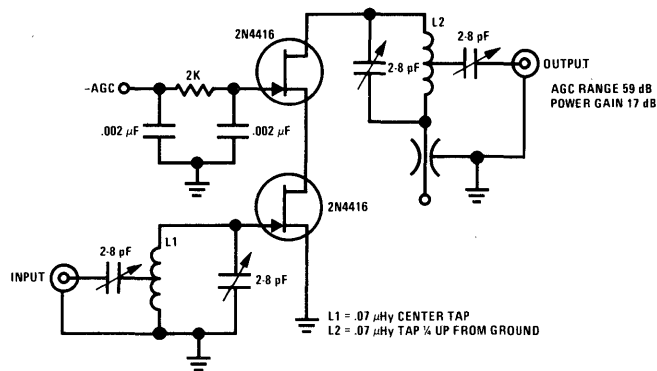 2N4416
L2
2-8 pF
2-8 pF
OUTPUT
AGC RANGE 59 dB
POWER GAIN 17 dB
2K
–AGC
.002 μF
.002 μF
2N4416
L1
2-8 pF
INPUT
2-8 pF
L1 = .07 μHy CENTER TAP
L2 = .07 μHy TAP ¼ UP FROM GROUND